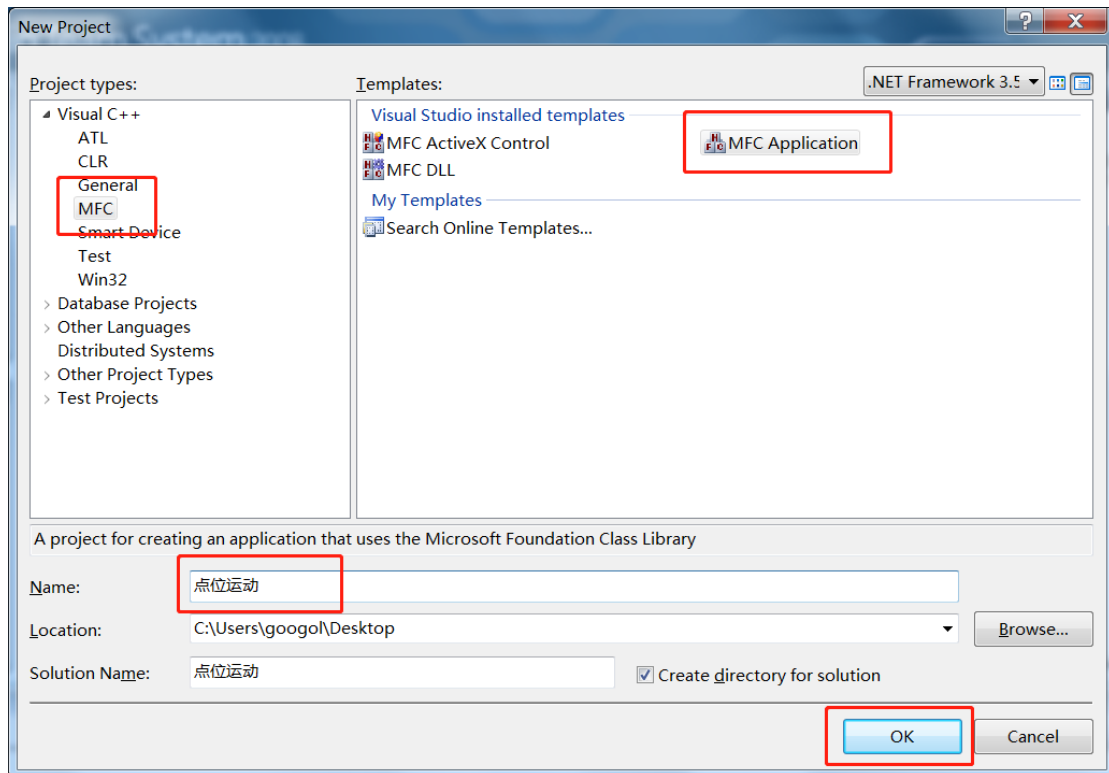 New Project
Project types:
Templates:
.NET Framework 3.5
Visual C++
ATL
CLR
General
MFC
Smart Device
Test
Win32
Database Projects
Other Languages
Distributed Systems
Other Project Types
Test Projects
Visual Studio installed templates
MFC ActiveX Control
MFC Application
MFC DLL
My Templates
Search Online Templates...
A project for creating an application that uses the Microsoft Foundation Class Library
Name:
点位运动
Location:
C:\Users\googol\Desktop
Browse...
Solution Name:
点位运动
Create directory for solution
OK
Cancel